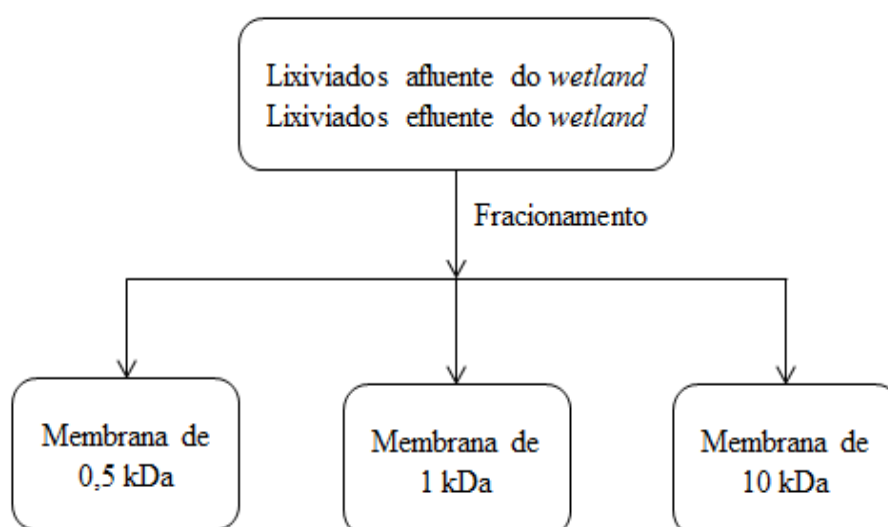 Lixiviados afluente do wetland
Lixiviados efluente do wetland
Fracionamento
Membrana de
0,5 kDa
Membrana de
1 kDa
Membrana de
10 kDa